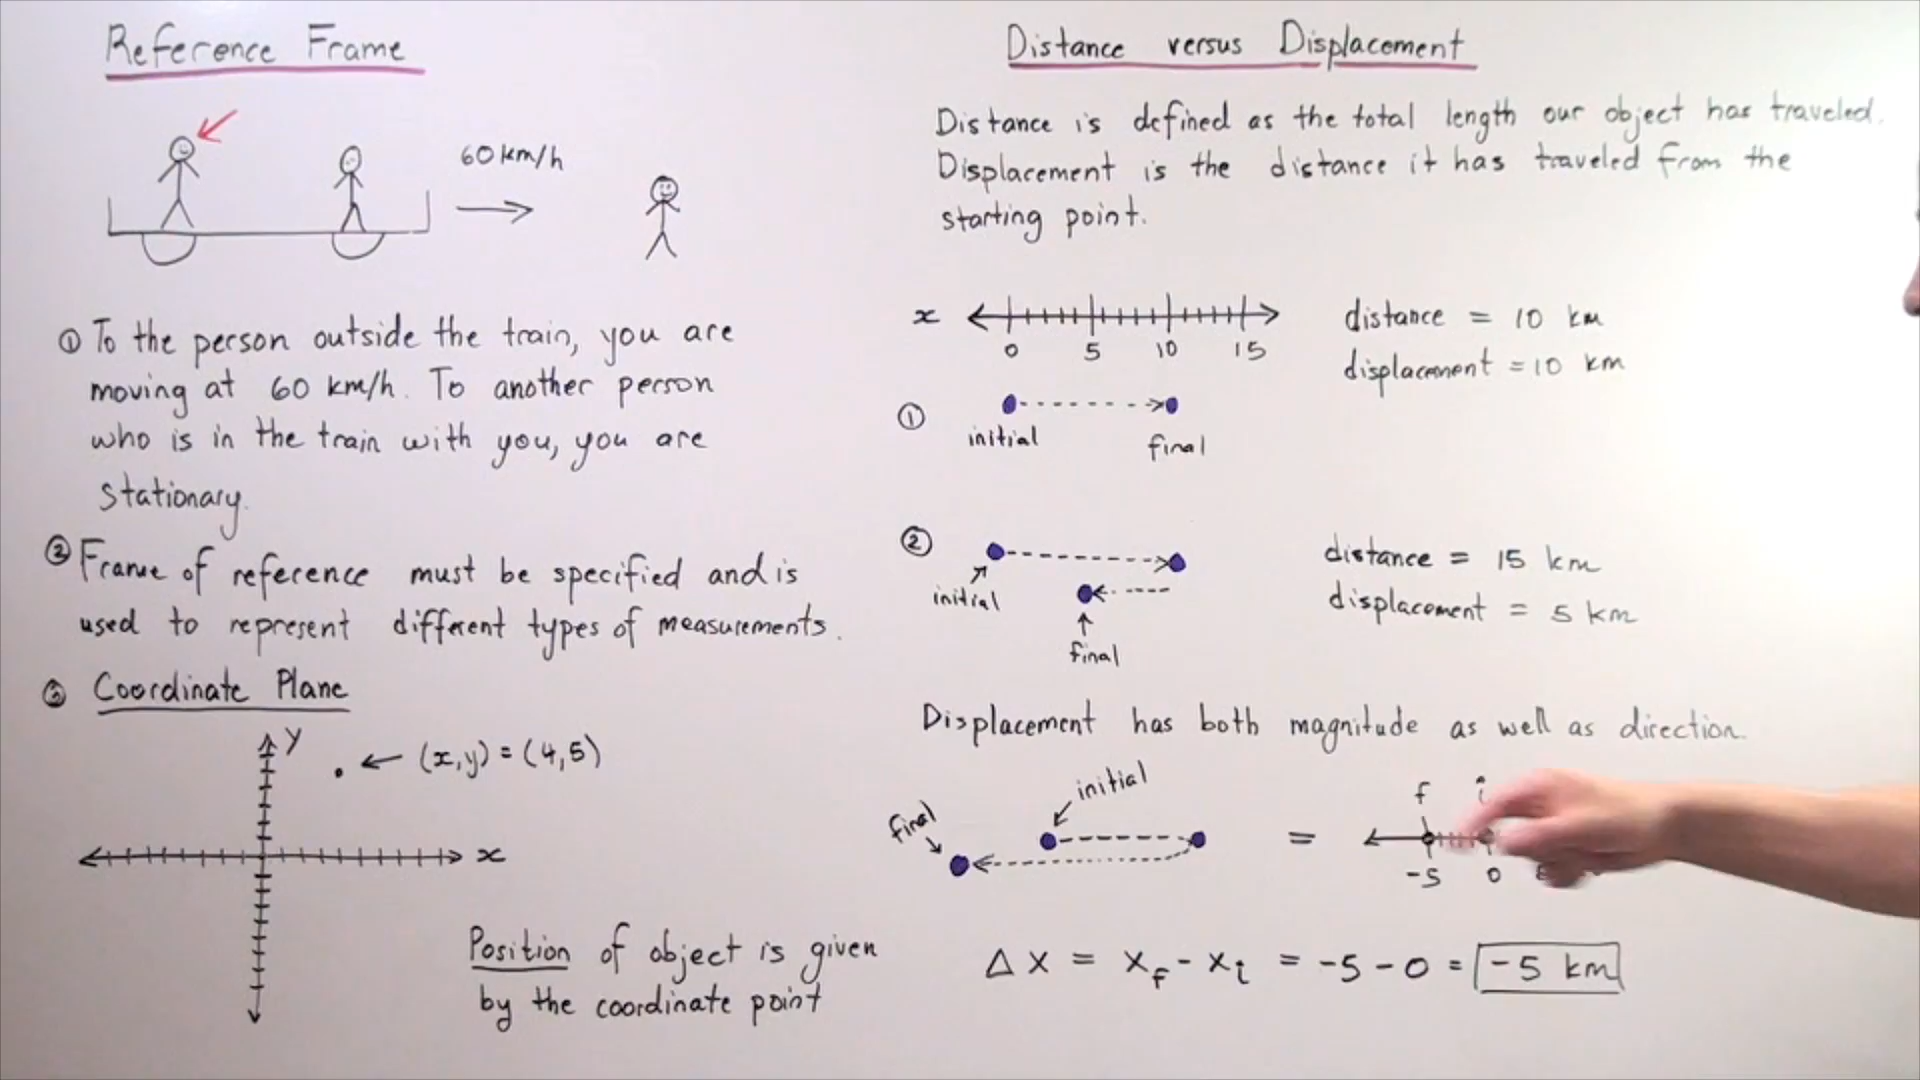 Reference Frame
60 km/h
① To the person outside the train, you are
moving at 60 km/h. To another person
who is in the train with you, you are
stationary.
② Frame of reference must be specified and is
used to represent different types of measurements.
③ Coordinate Plane
y
(x,y) = (4,5)
x
Position of object is given
by the coordinate point
Distance versus Displacement
Distance is defined as the total length our object has traveled.
Displacement is the distance it has traveled from the
starting point.
x
0 5 10 15
distance = 10 km
displacement = 10 km
①
initial
final
②
initial
final
distance = 15 km
displacement = 5 km
Displacement has both magnitude as well as direction.
initial
final
=
f i
-5 0
Δx = xf - xi = -5 - 0 = -5 km